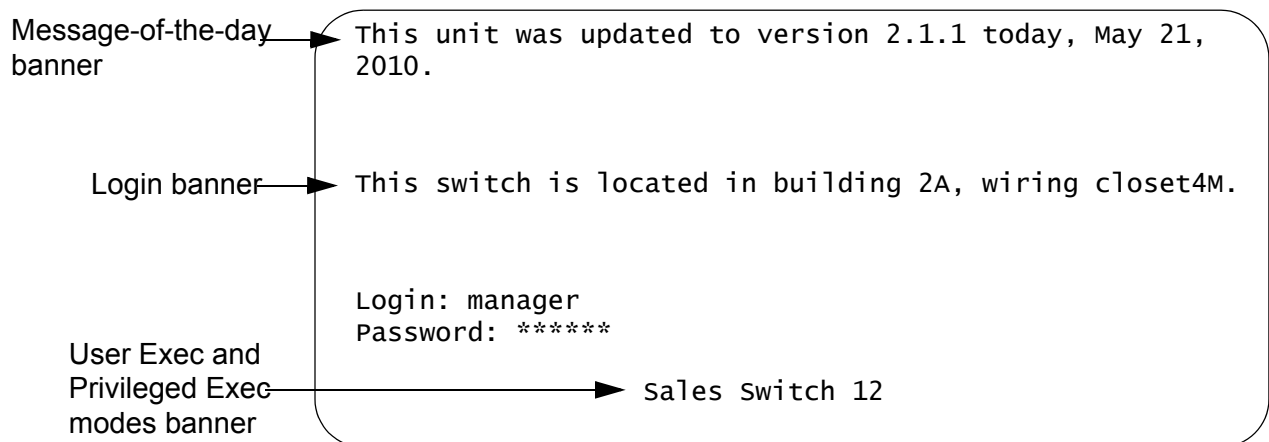 Message-of-the-day
banner
This unit was updated to version 2.1.1 today, May 21,
2010.
Login banner
This switch is located in building 2A, wiring closet4M.
Login: manager
Password: ******
User Exec and
Privileged Exec
modes banner
Sales Switch 12